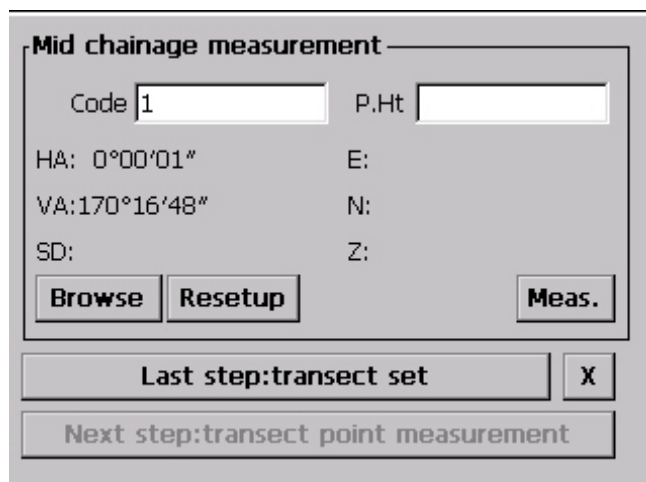 Mid chainage measurement
Code 1 P.Ht
HA: 0°00′01″ E:
VA:170°16′48″ N:
SD: Z:
Browse Resetup Meas.
Last step:transect set X
Next step:transect point measurement